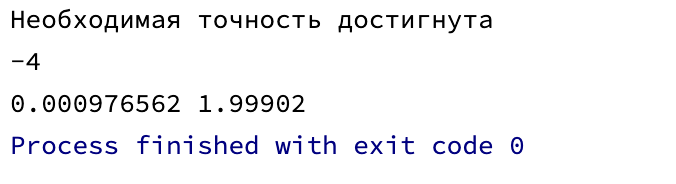 Необходимая точность достигнута
-4
0.000976562 1.99902
Process finished with exit code 0